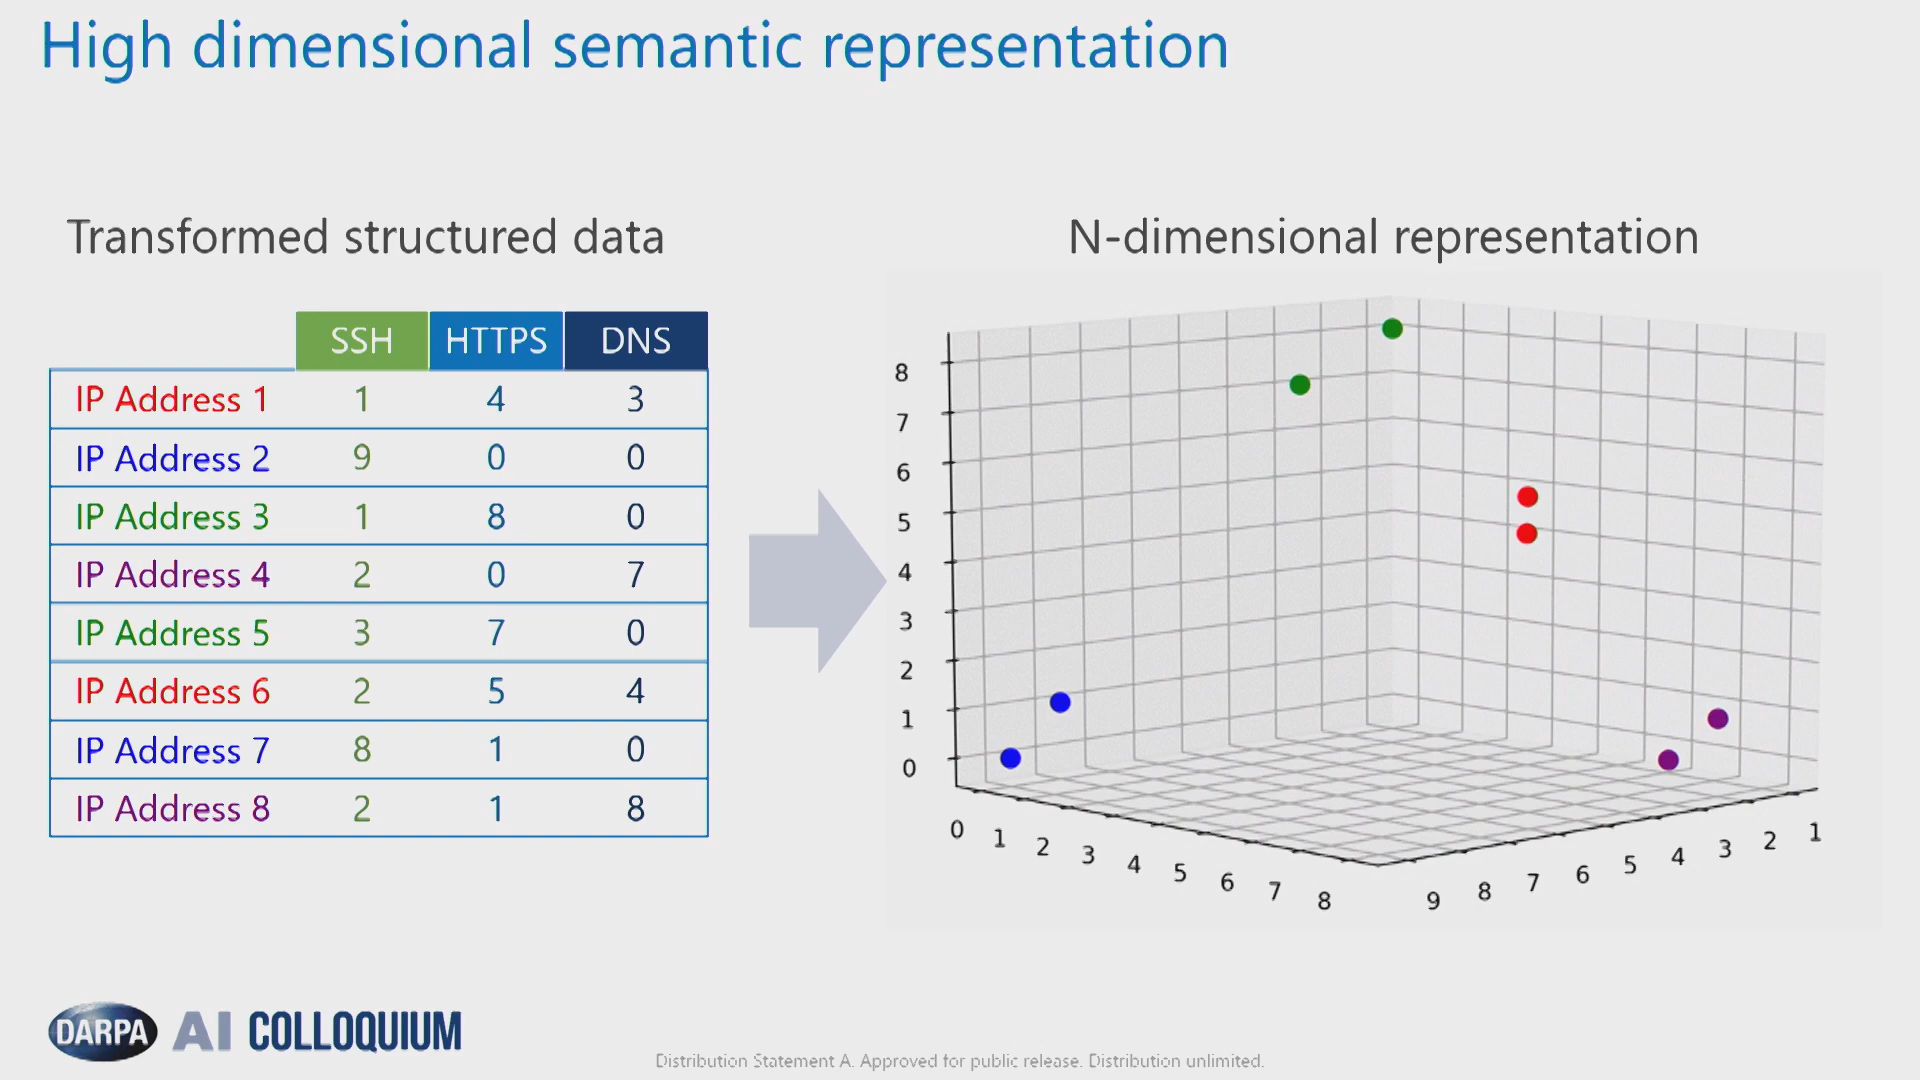 High dimensional semantic representation
Transformed structured data
SSH HTTPS DNS
IP Address 1 1 4 3
IP Address 2 9 0 0
IP Address 3 1 8 0
IP Address 4 2 0 7
IP Address 5 3 7 0
IP Address 6 2 5 4
IP Address 7 8 1 0
IP Address 8 2 1 8
N-dimensional representation
8
7
6
5
4
3
2
1
0
0 1 2 3 4 5 6 7 8
9 8 7 6 5 4 3 2 1
DARPA AI COLLOQUIUM
Distribution Statement A. Approved for public release. Distribution unlimited.